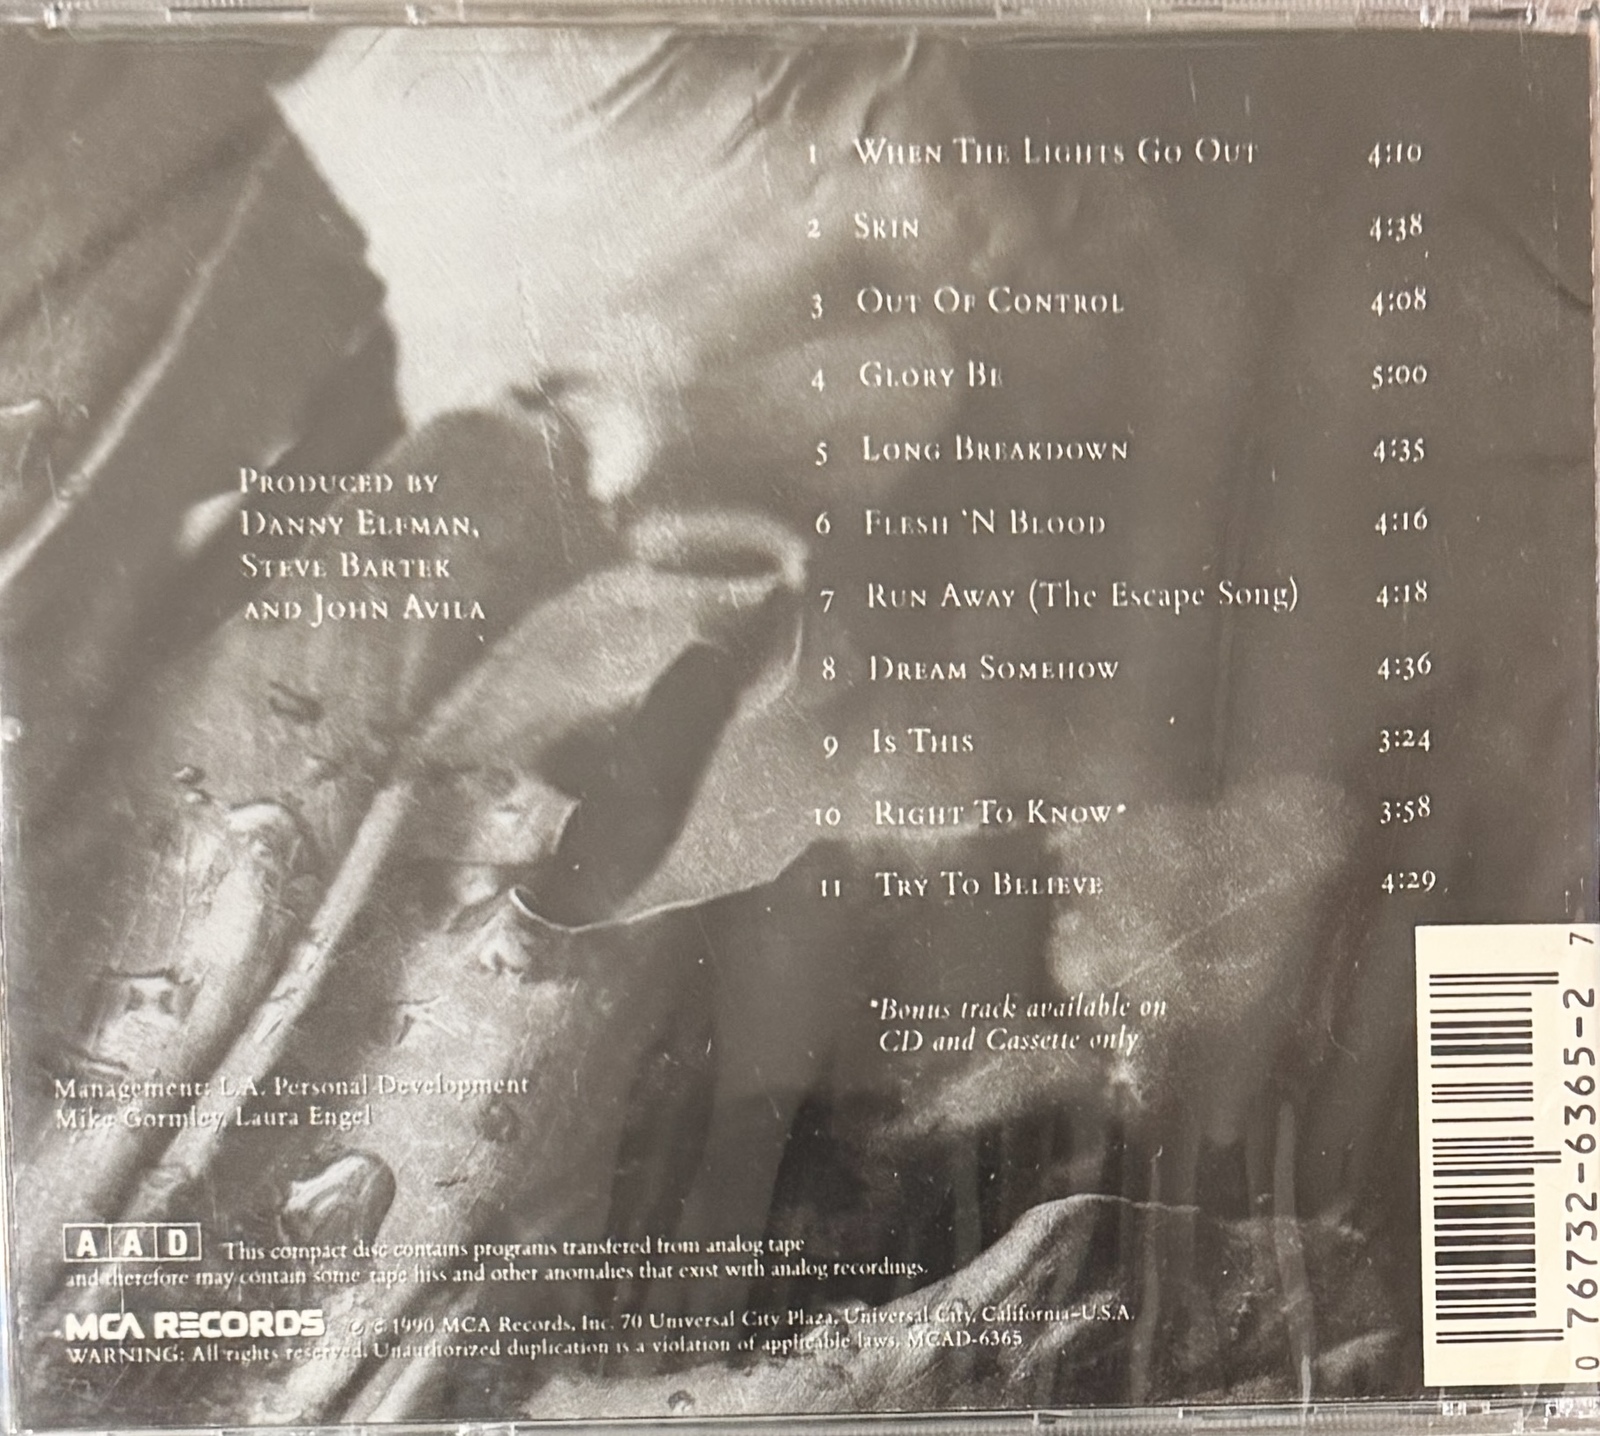 1 When The Lights Go Out 4:10
2 Skin 4:38
3 Out Of Control 4:08
4 Glory Be 5:00
5 Long Breakdown 4:35
6 Flesh 'N Blood 4:16
7 Run Away (The Escape Song) 4:18
8 Dream Somehow 4:36
9 Is This 3:24
10 Right To Know*
3:58
11 Try To Believe 4:29
*Bonus track available on
CD and Cassette only
Produced by
Danny Elfman,
Steve Bartek
and John Avila
Management: L.A. Personal Development
Mike Gormley, Laura Engel
AAD This compact disc contains programs transfered from analog tape
and therefore may contain some tape hiss and other anomalies that exist with analog recordings.
MCA RECORDS ℗ © 1990 MCA Records, Inc. 70 Universal City Plaza, Universal City, California–U.S.A.
WARNING: All rights reserved. Unauthorized duplication is a violation of applicable laws. MCAD-6365
0 76732-6365-2 7